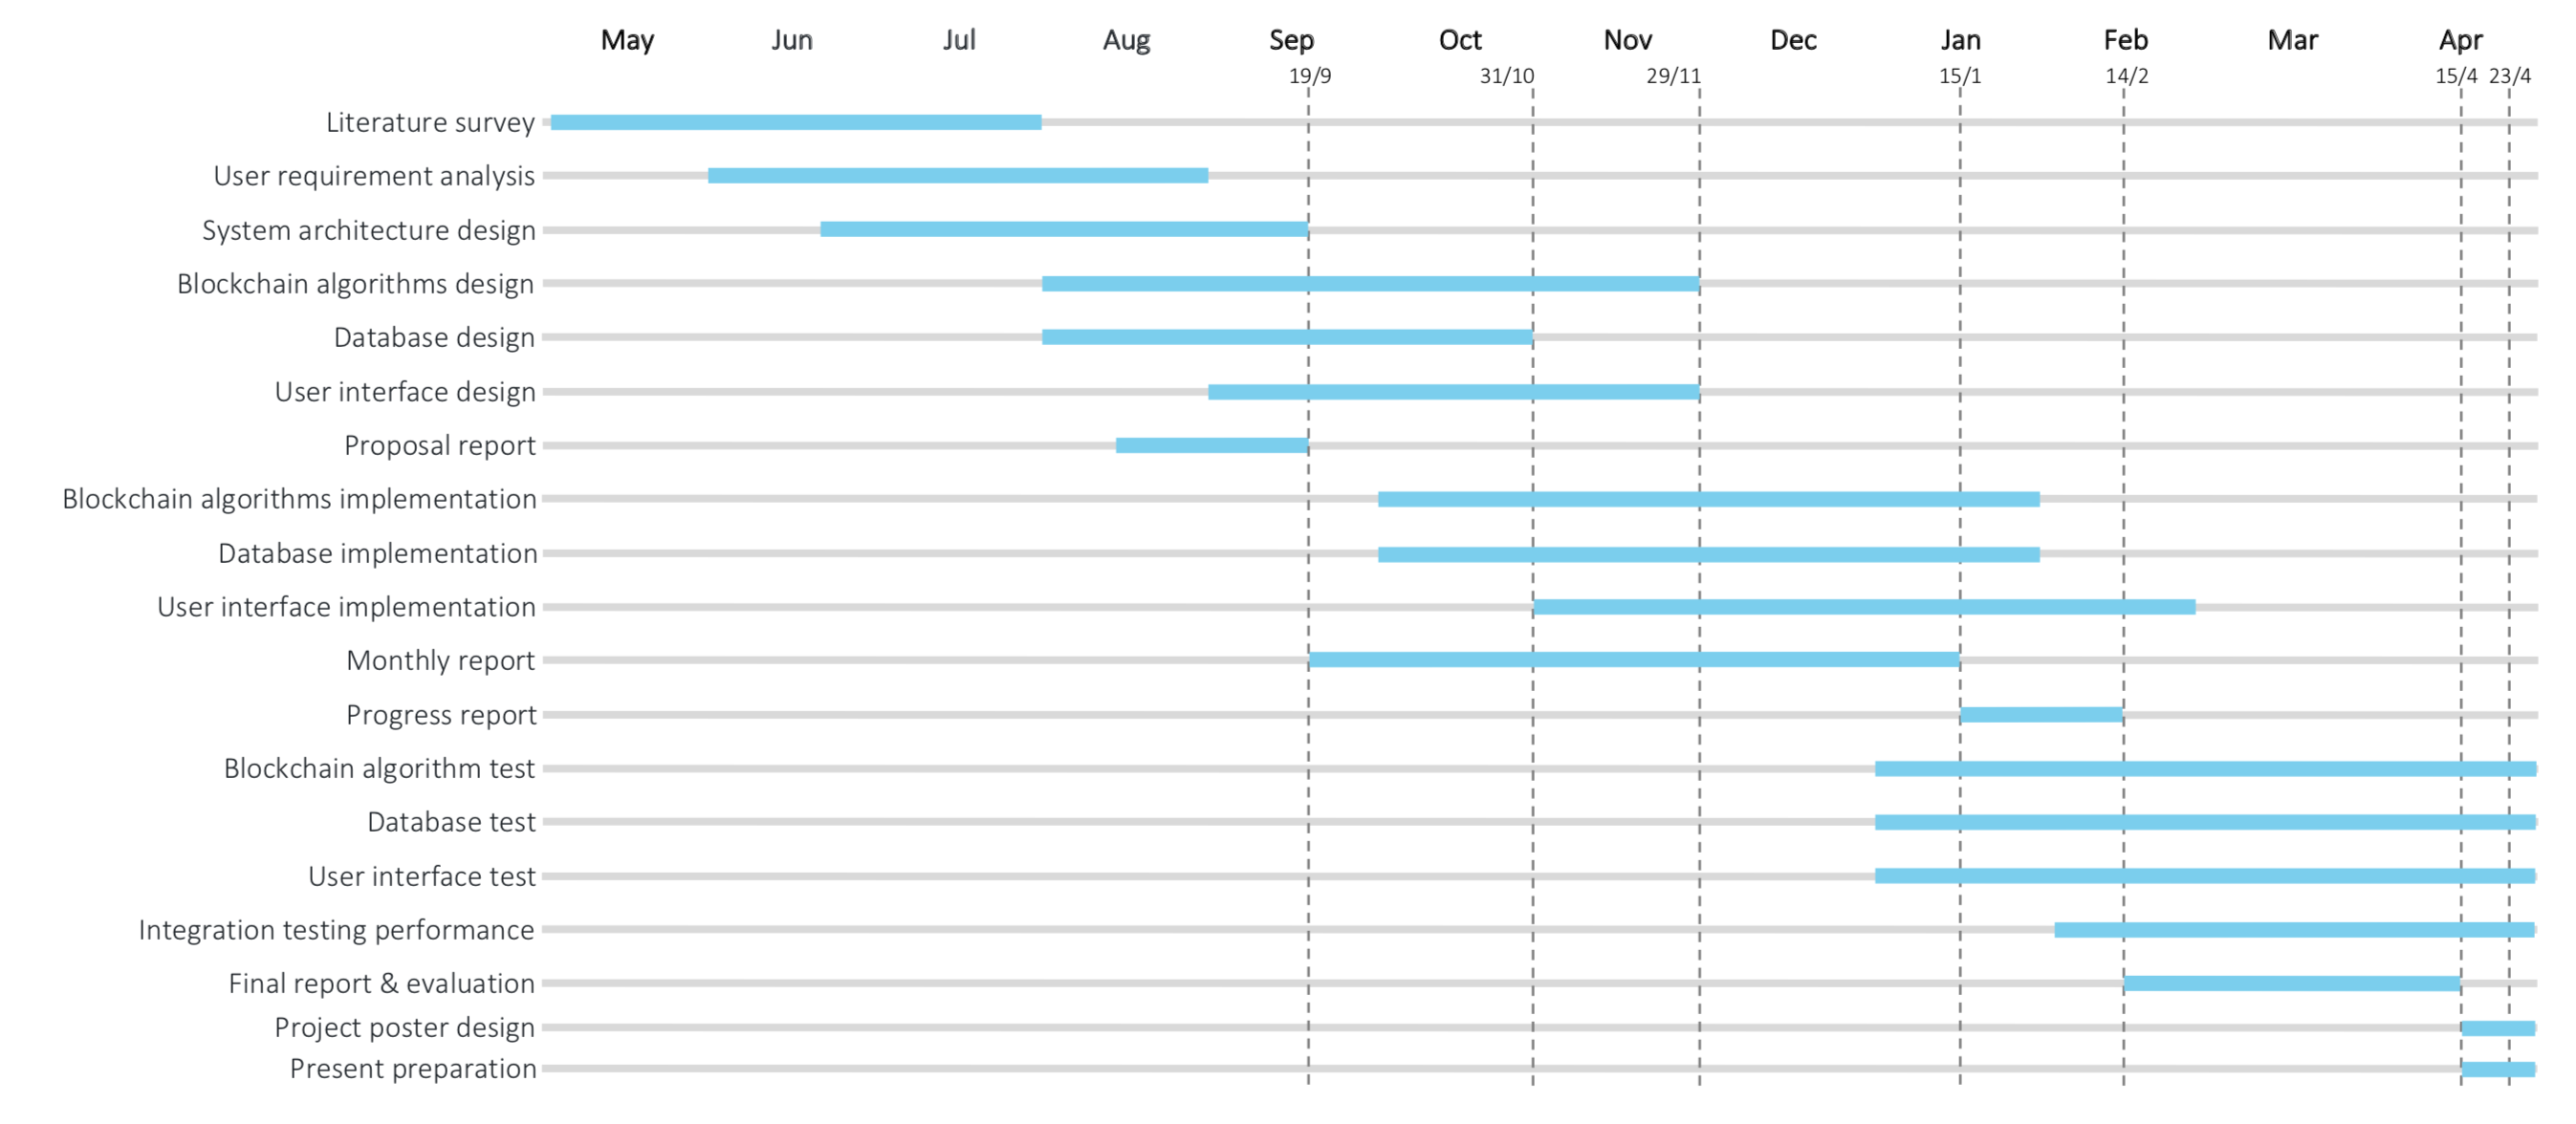 May Jun Jul Aug Sep Oct Nov Dec Jan Feb Mar Apr
19/9 31/10 29/11 15/1 14/2 15/4 23/4
Literature survey
User requirement analysis
System architecture design
Blockchain algorithms design
Database design
User interface design
Proposal report
Blockchain algorithms implementation
Database implementation
User interface implementation
Monthly report
Progress report
Blockchain algorithm test
Database test
User interface test
Integration testing performance
Final report & evaluation
Project poster design
Present preparation